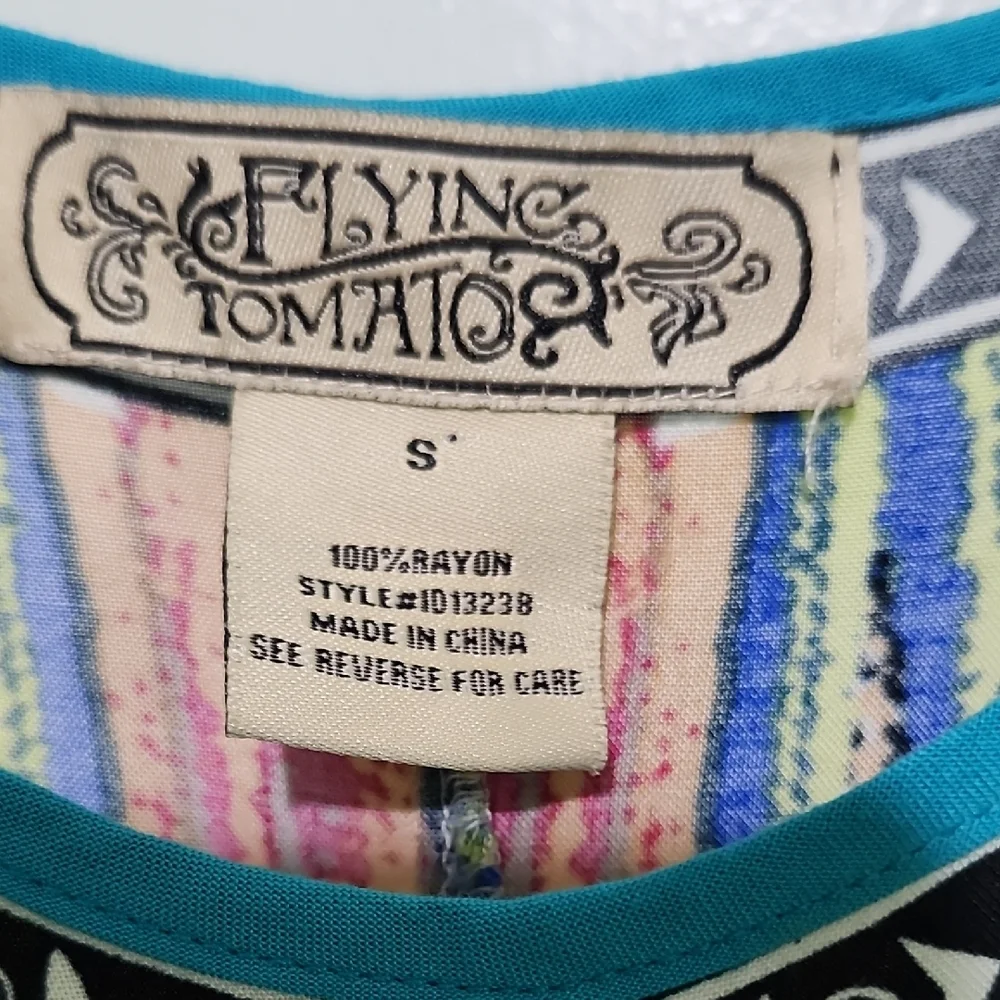 FLYING
TOMATO
S
100%RAYON
STYLE#ID13238
MADE IN CHINA
SEE REVERSE FOR CARE